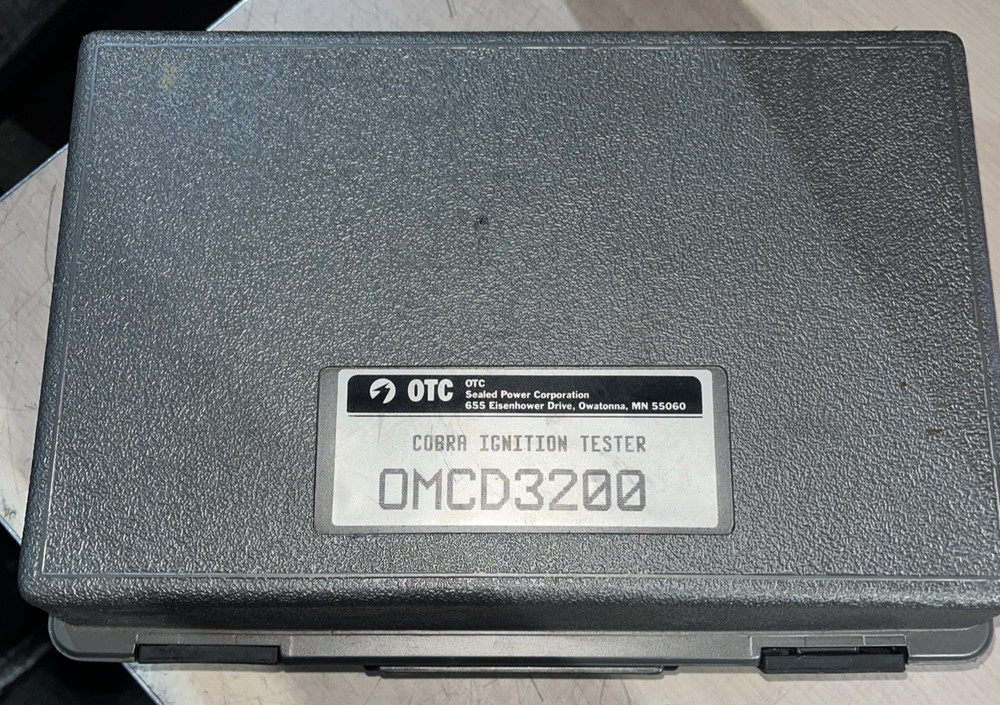 OTC
OTC
Sealed Power Corporation
655 Eisenhower Drive, Owatonna, MN 55060
COBRA IGNITION TESTER
OMCD3200